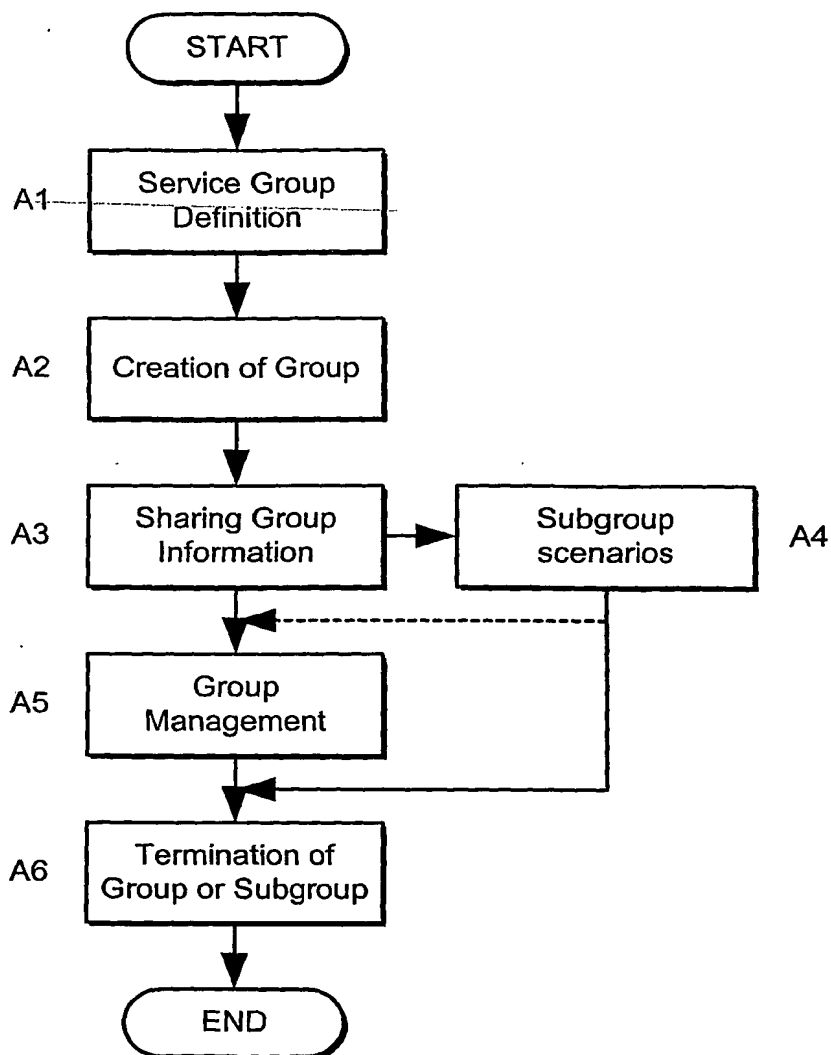 START
A1
Service Group
Definition
A2
Creation of Group
A3
Sharing Group
Information
Subgroup
scenarios
A4
A5
Group
Management
A6
Termination of
Group or Subgroup
END